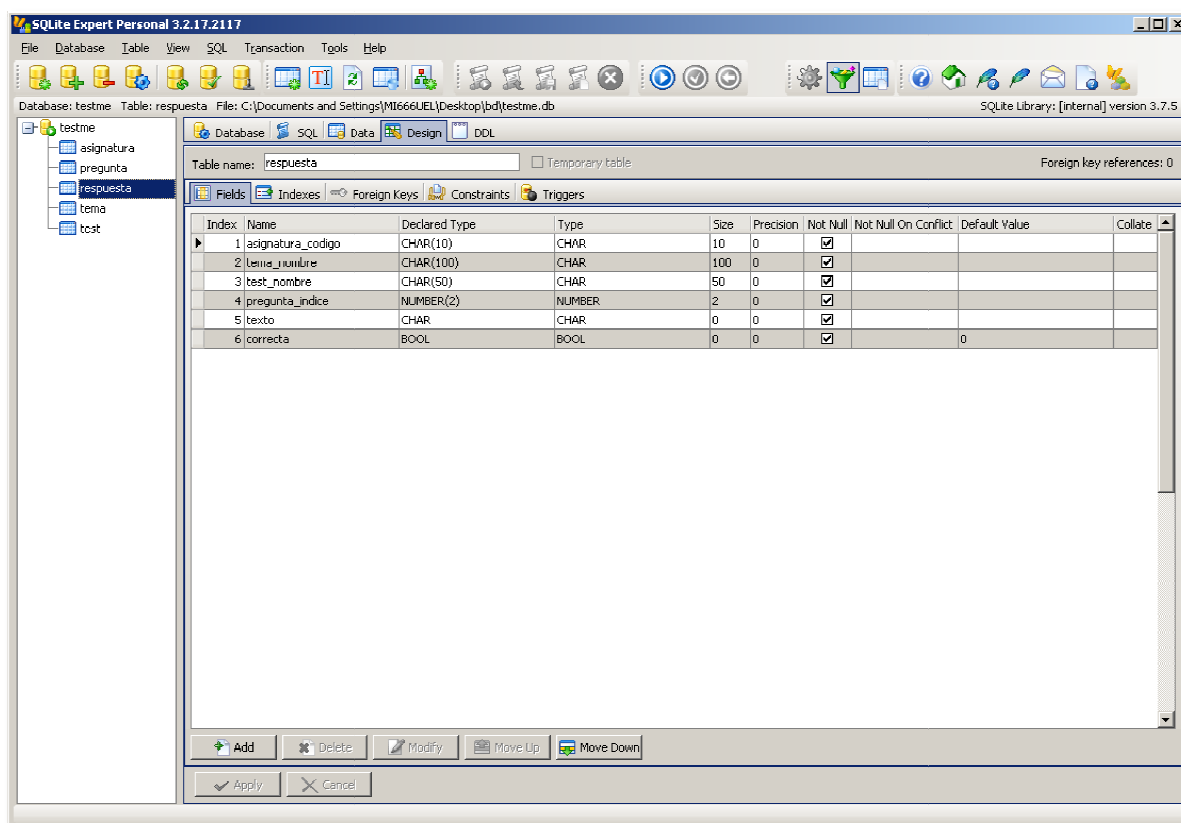 SQLite Expert Personal 3.2.17.2117
File Database Table View SQL Transaction Tools Help
Database: testme Table: respuesta File: C:\Documents and Settings\MI666UEL\Desktop\bd\testme.db SQLite Library: [internal] version 3.7.5
testme
asignatura
pregunta
respuesta
tema
test
Database SQL Data Design DDL
Table name: respuesta Temporary table Foreign key references: 0
Fields Indexes Foreign Keys Constraints Triggers
Index Name Declared Type Type Size Precision Not Null Not Null On Conflict Default Value Collate
1 asignatura_codigo CHAR(10) CHAR 10 0
2 tema_nombre CHAR(100) CHAR 100 0
3 test_nombre CHAR(50) CHAR 50 0
4 pregunta_indice NUMBER(2) NUMBER 2 0
5 texto CHAR CHAR 0 0
6 correcta BOOL BOOL 0 0 0
Add Delete Modify Move Up Move Down
Apply Cancel